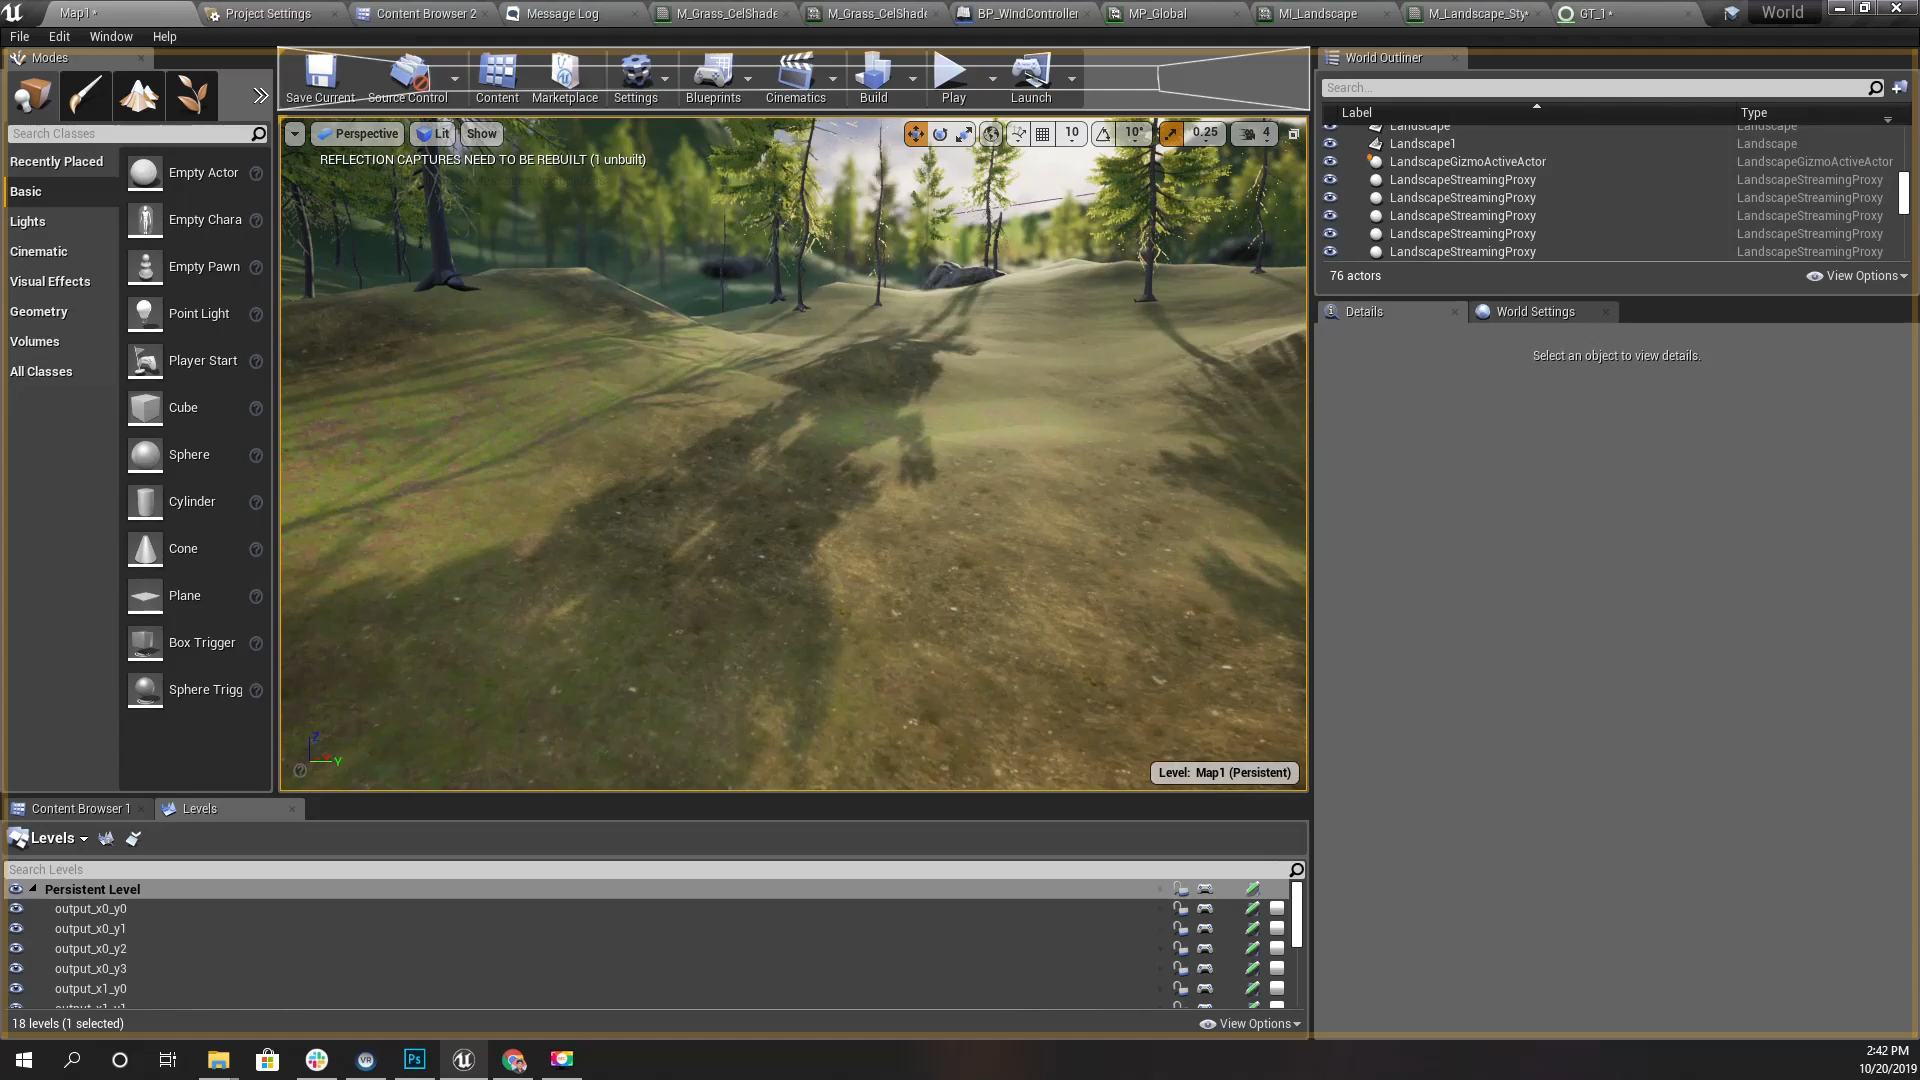 Map1*
Project Settings
Content Browser 2
Message Log
M_Grass_CelShade
M_Grass_CelShade
BP_WIndController
MP_Global
MI_Landscape
M_Landscape_Sty*
GT_1*
World
File
Edit
Window
Help
Modes
Save Current
Source Control
Content
Marketplace
Settings
Blueprints
Cinematics
Build
Play
Launch
World Outliner
Search...
Label
Type
Landscape
Landscape
Landscape1
Landscape
LandscapeGizmoActiveActor
LandscapeGizmoActiveActor
LandscapeStreamingProxy
LandscapeStreamingProxy
LandscapeStreamingProxy
LandscapeStreamingProxy
LandscapeStreamingProxy
LandscapeStreamingProxy
LandscapeStreamingProxy
LandscapeStreamingProxy
LandscapeStreamingProxy
LandscapeStreamingProxy
76 actors
View Options
Details
World Settings
Select an object to view details.
Search Classes
Recently Placed
Basic
Lights
Cinematic
Visual Effects
Geometry
Volumes
All Classes
Empty Actor
Empty Chara
Empty Pawn
Point Light
Player Start
Cube
Sphere
Cylinder
Cone
Plane
Box Trigger
Sphere Trigg
Perspective
Lit
Show
10
10°
0.25
4
REFLECTION CAPTURES NEED TO BE REBUILT (1 unbuilt)
Z
Y
Level: Map1 (Persistent)
Content Browser 1
Levels
Levels
Search Levels
Persistent Level
output_x0_y0
output_x0_y1
output_x0_y2
output_x0_y3
output_x1_y0
output_x1_y1
18 levels (1 selected)
View Options
VR
Ps
2:42 PM
10/20/2019